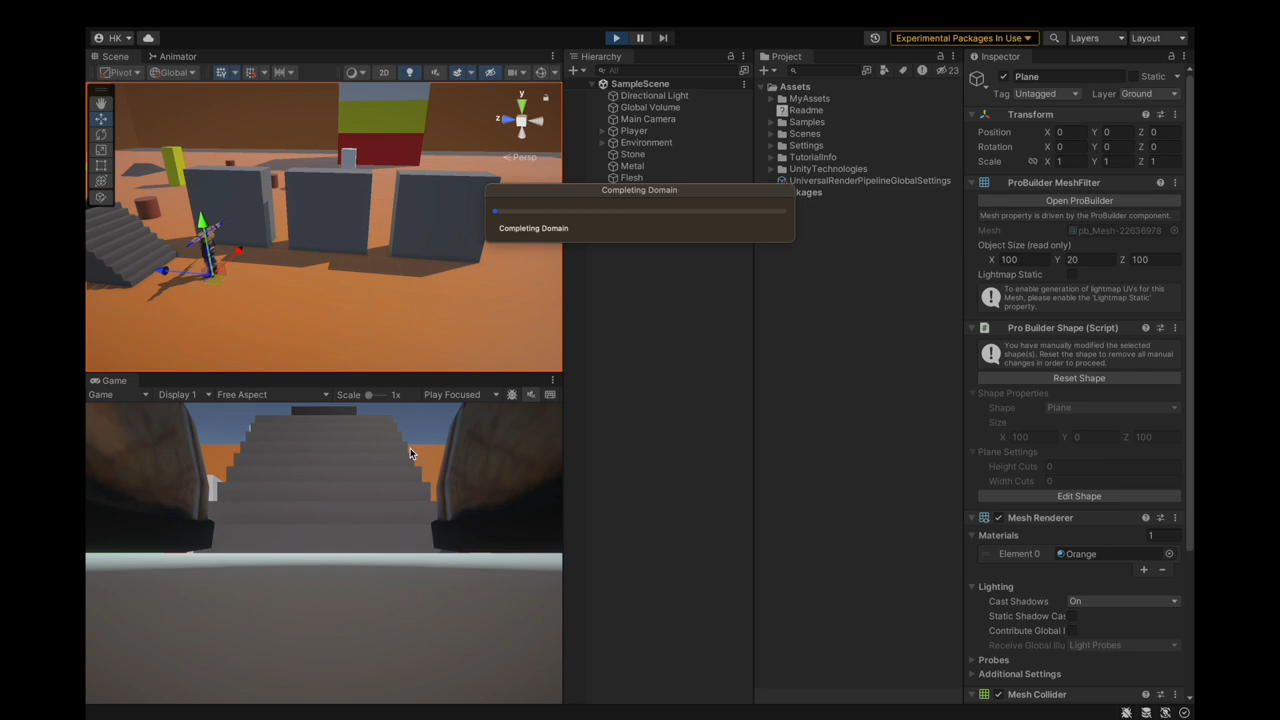 HK
Experimental Packages In Use
Layers
Layout
Scene
Animator
Pivot
Global
2D
y
z
Persp
Hierarchy
All
SampleScene
Directional Light
Global Volume
Main Camera
Player
Environment
Stone
Metal
Flesh
Project
23
Assets
MyAssets
Readme
Samples
Scenes
Settings
TutorialInfo
UnityTechnologies
UniversalRenderPipelineGlobalSettings
kages
Completing Domain
Completing Domain
Game
Game
Display 1
Free Aspect
Scale
1x
Play Focused
Inspector
Plane
Static
Tag Untagged
Layer Ground
Transform
Position X 0 Y 0 Z 0
Rotation X 0 Y 0 Z 0
Scale X 1 Y 1 Z 1
ProBuilder MeshFilter
Open ProBuilder
Mesh property is driven by the ProBuilder component.
Mesh pb_Mesh-22636978
Object Size (read only)
X 100 Y 20 Z 100
Lightmap Static
To enable generation of lightmap UVs for this
Mesh, please enable the 'Lightmap Static'
property.
Pro Builder Shape (Script)
You have manually modified the selected
shape(s). Reset the shape to remove all manual
changes in order to proceed.
Reset Shape
Shape Properties
Shape Plane
Size
X 100 Y 0 Z 100
Plane Settings
Height Cuts 0
Width Cuts 0
Edit Shape
Mesh Renderer
Materials 1
Element 0 Orange
Lighting
Cast Shadows On
Static Shadow Cas
Contribute Global I
Receive Global Illu Light Probes
Probes
Additional Settings
Mesh Collider